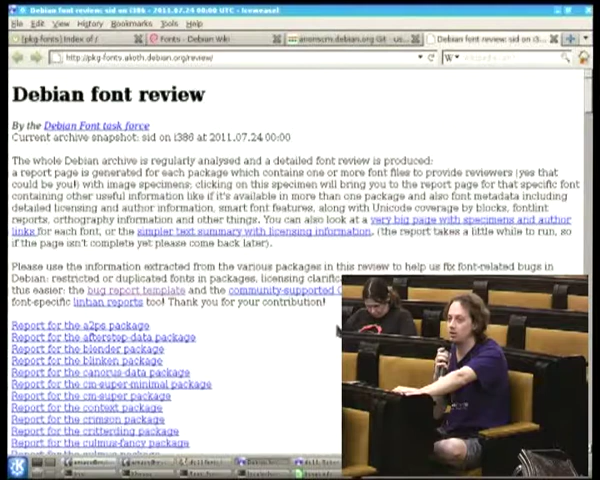 Debian font review: sid on i386 - 2011.07.24 00:00 UTC - Iceweasel
File Edit View History Bookmarks Tools Help
[pkg-fonts] Index of /
Fonts - Debian Wiki
Debian font review: sid on i3...
http://pkg-fonts.alioth.debian.org/review/
Debian font review
By the Debian Font task force
Current archive snapshot: sid on i386 at 2011.07.24 00:00
The whole Debian archive is regularly analysed and a detailed font review is produced:
a report page is generated for each package which contains one or more font files to provide reviewers (yes that
could be you!) with image specimens; clicking on this specimen will bring you to the report page for that specific font
containing other useful information like if it's available in more than one package and also font metadata including
detailed licensing and author information, smart font features, along with Unicode coverage by blocks, fontlint
reports, orthography information and other things. You can also look at a very big page with specimens and author
links for each font, or the simpler text summary with licensing information. (the report takes a little while to run, so
if the page isn't complete yet please come back later).
Please use the information extracted from the various packages in this review to help us fix font-related bugs in
Debian: restricted or duplicated fonts in packages, licensing
this easier: the bug report template and the community-supported
font-specific lintian reports too! Thank you for your contribution!
Report for the a2ps package
Report for the afterstep-data package
Report for the blender package
Report for the blinken package
Report for the canorus-data package
Report for the cm-super-minimal package
Report for the cm-super package
Report for the context package
Report for the crimson package
Report for the critterding package
Report for the culmus-fancy package